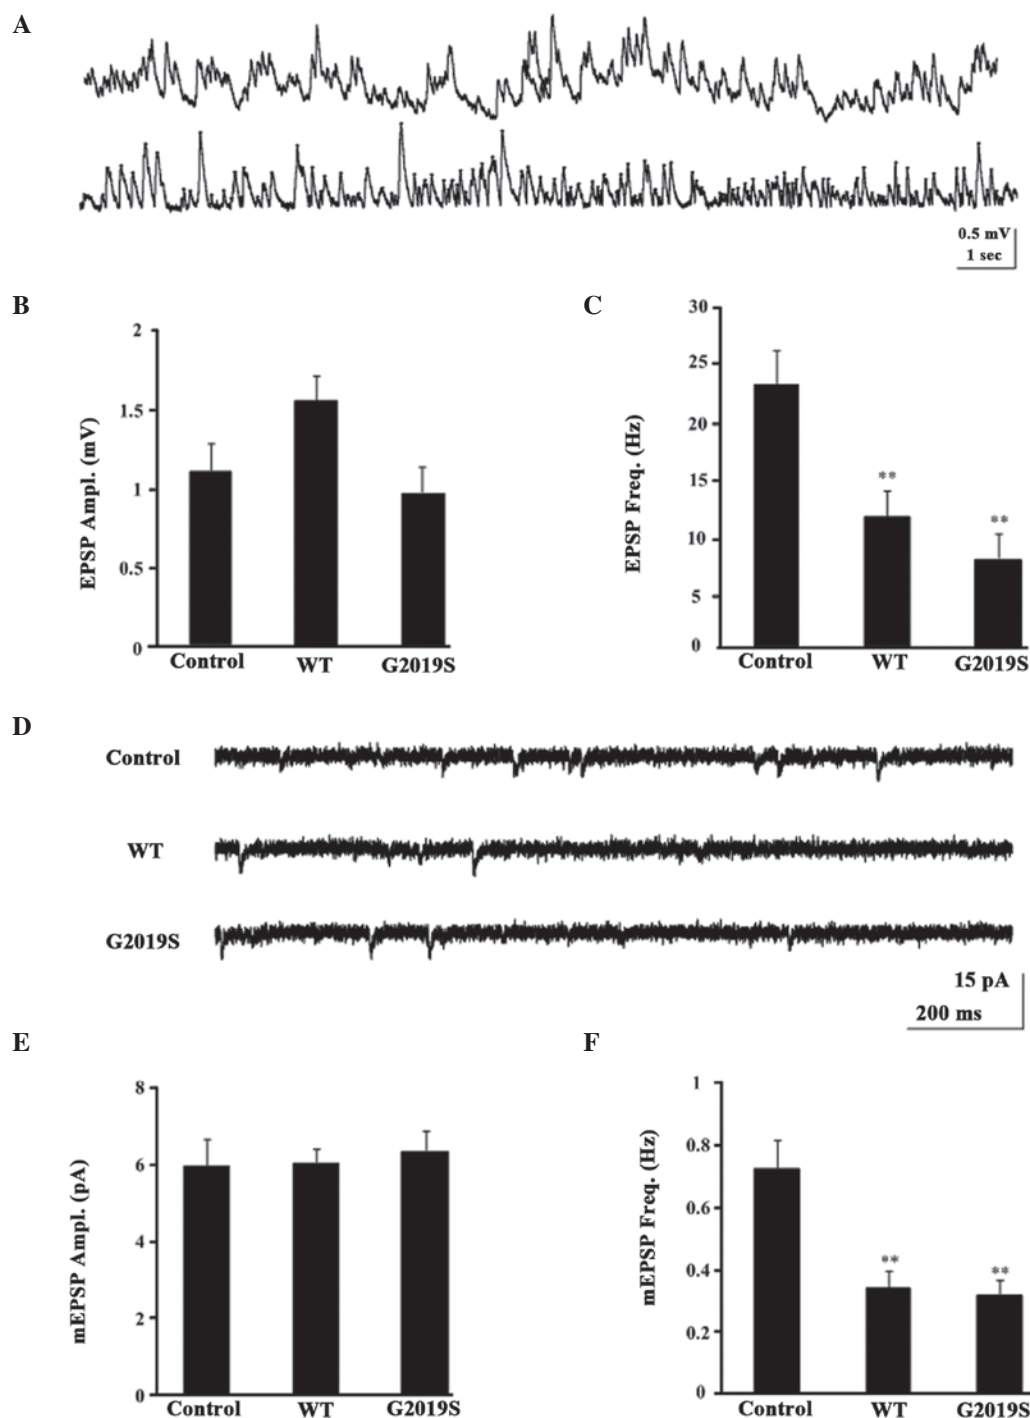 A
0.5 mV
1 sec
B
EPSP Ampl. (mV)
2
1.5
1
0.5
0
Control
WT
G2019S
C
EPSP Freq. (Hz)
30
25
20
15
10
5
0
**
**
Control
WT
G2019S
D
Control
WT
G2019S
15 pA
200 ms
E
mEPSP Ampl. (pA)
8
6
4
2
0
Control
WT
G2019S
F
mEPSP Freq. (Hz)
1
0.8
0.6
0.4
0.2
0
**
**
Control
WT
G2019S